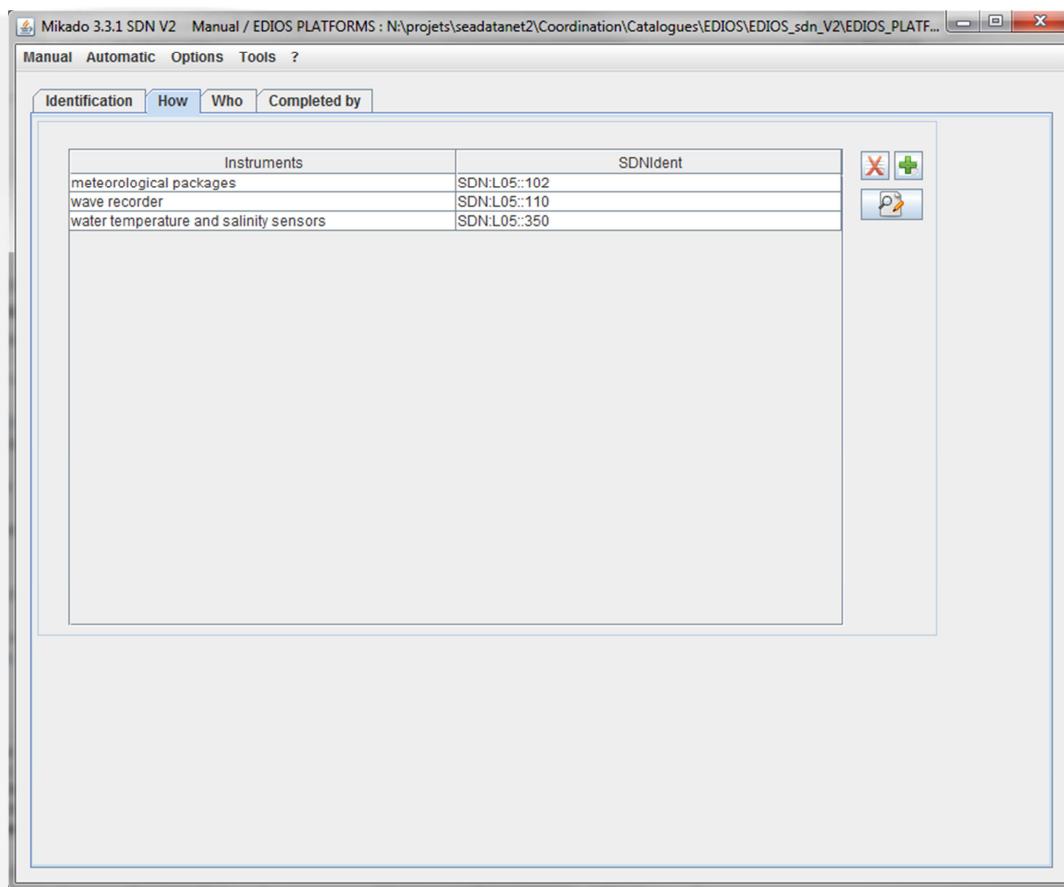 Mikado 3.3.1 SDN V2 Manual / EDIOS PLATFORMS : N:\projets\seadatanet2\Coordination\Catalogues\EDIOS\EDIOS_sdn_V2\EDIOS_PLATF...
Manual Automatic Options Tools ?
Identification How Who Completed by
Instruments SDNIdent
meteorological packages SDN:L05::102
wave recorder SDN:L05::110
water temperature and salinity sensors SDN:L05::350